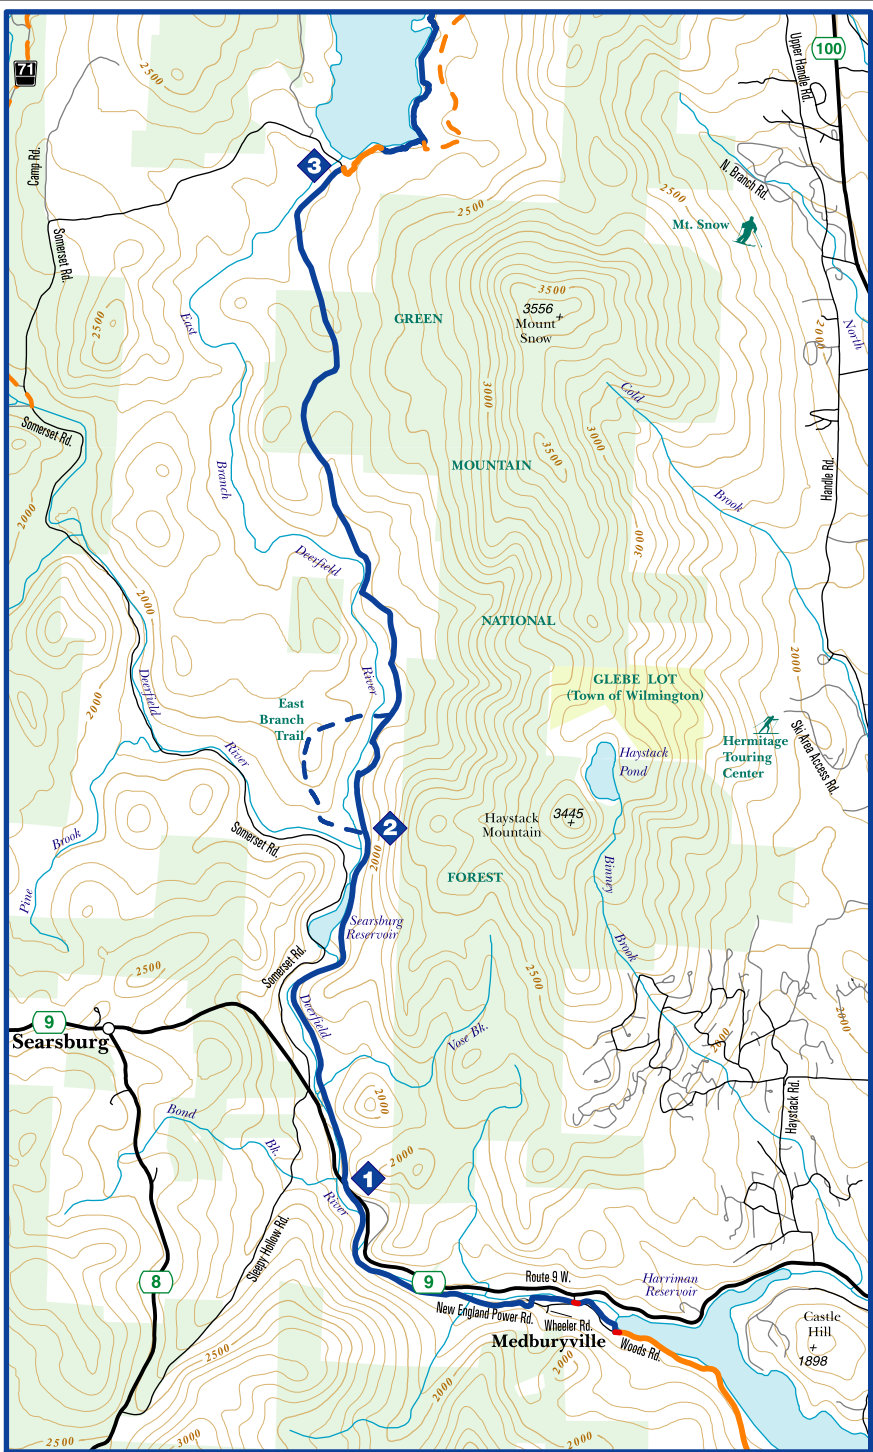 2500
71
Upper Handle Rd.
100
Camp Rd.
3
N. Branch Rd.
2500
2500
Mt. Snow
Somerset Rd.
3500
3556
Mount
Snow
GREEN
2500
East
2000
North
3000
Cold
Somerset Rd.
3000
3500
MOUNTAIN
Branch
Brook
Handle Rd.
2000
3000
Deerfield
2000
NATIONAL
2000
River
Deerfield
GLEBE LOT
(Town of Wilmington)
2000
East
Branch
Trail
River
Haystack
Pond
Hermitage
Touring
Center
Ski Area Access Rd.
3445
Haystack
Mountain
2
Somerset Rd.
Brook
2000
Binney
Pine
FOREST
Searsburg
Reservoir
Brook
Somerset Rd.
2500
2500
Deerfield
2000
9
Searsburg
Vose Bk.
2000
2000
Haystack Rd.
Bond
Bk.
2000
1
River
Sleepy Hollow Rd.
8
9
Route 9 W.
Harriman
Reservoir
New England Power Rd.
Wheeler Rd.
Castle
Hill
1898
Medburyville
Woods Rd.
2500
2000
2000
2500
3000
2000